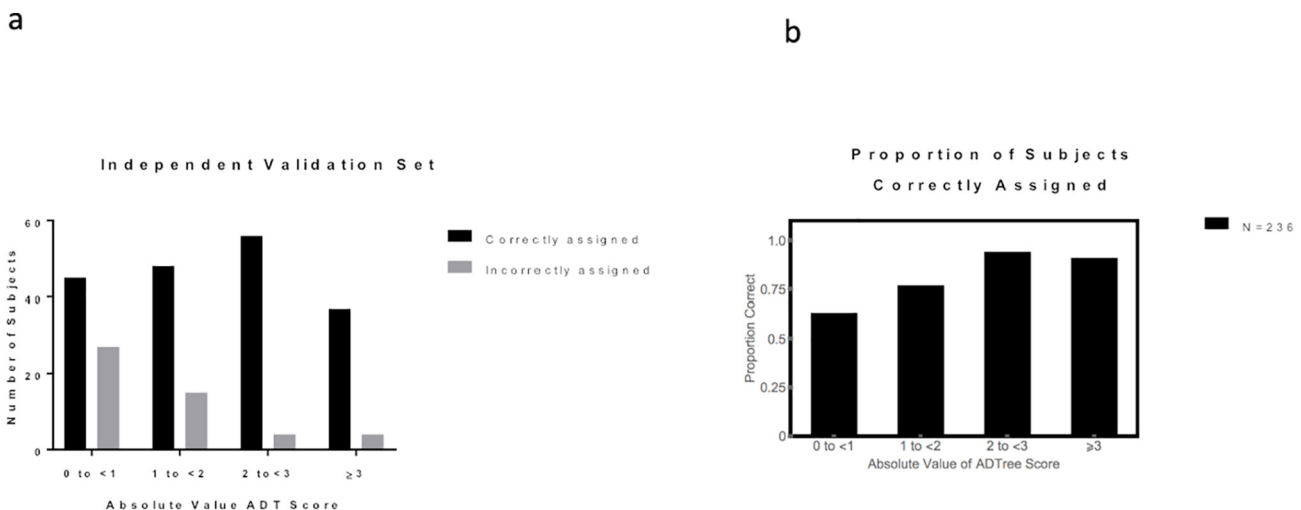 a
Independent Validation Set
60
40
20
0
Number of Subjects
0 to <1
1 to <2
2 to <3
≥3
Absolute Value ADT Score
Correctly assigned
Incorrectly assigned
b
Proportion of Subjects
Correctly Assigned
1.0
0.75
0.5
0.25
0
Proportion Correct
0 to <1
1 to <2
2 to <3
⩾3
Absolute Value of ADTree Score
N=236